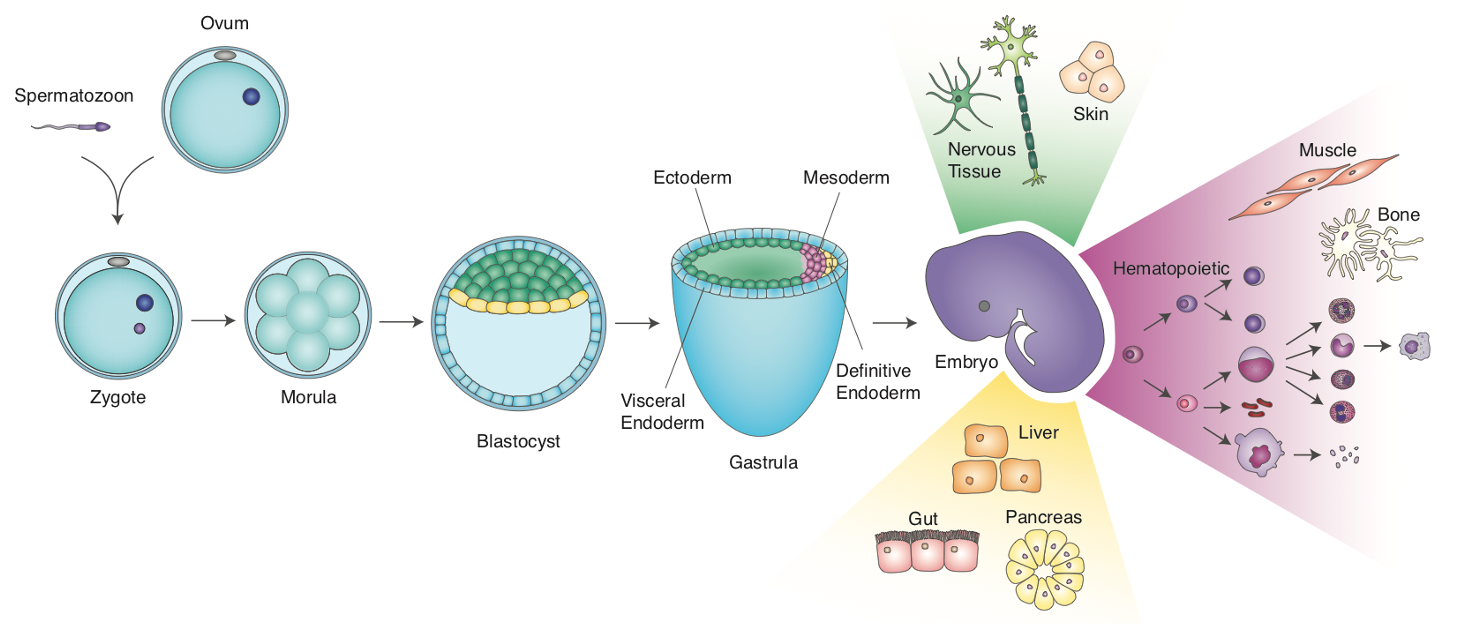 Ovum
Spermatozoon
Zygote
Morula
Blastocyst
Ectoderm
Mesoderm
Visceral
Endoderm
Definitive
Endoderm
Gastrula
Embryo
Nervous
Tissue
Skin
Muscle
Bone
Hematopoietic
Liver
Gut
Pancreas